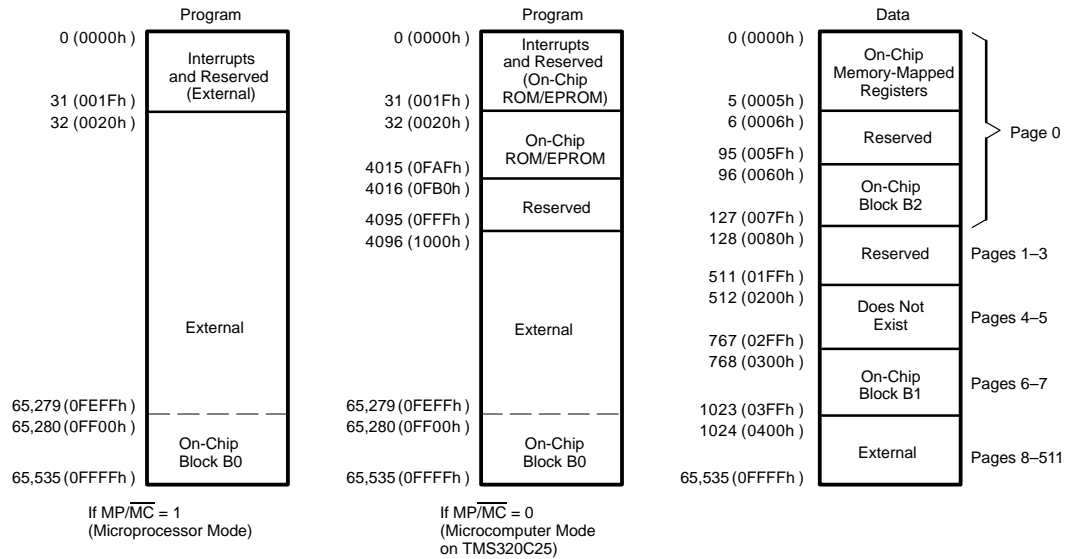 Program
0 (0000h)
Interrupts
and Reserved
(External)
31 (001Fh)
32 (0020h)
External
65,279 (0FEFFh)
65,280 (0FF00h)
On-Chip
Block B0
65,535 (0FFFFh)
If MP/MC = 1
(Microprocessor Mode)
Program
0 (0000h)
Interrupts
and Reserved
(On-Chip
ROM/EPROM)
31 (001Fh)
32 (0020h)
On-Chip
ROM/EPROM
4015 (0FAFh)
4016 (0FB0h)
Reserved
4095 (0FFFh)
4096 (1000h)
External
65,279 (0FEFFh)
65,280 (0FF00h)
On-Chip
Block B0
65,535 (0FFFFh)
If MP/MC = 0
(Microcomputer Mode
on TMS320C25)
Data
0 (0000h)
On-Chip
Memory-Mapped
Registers
5 (0005h)
6 (0006h)
Page 0
Reserved
95 (005Fh)
96 (0060h)
On-Chip
Block B2
127 (007Fh)
128 (0080h)
Reserved
Pages 1–3
511 (01FFh)
512 (0200h)
Does Not
Exist
Pages 4–5
767 (02FFh)
768 (0300h)
On-Chip
Block B1
Pages 6–7
1023 (03FFh)
1024 (0400h)
External
Pages 8–511
65,535 (0FFFFh)